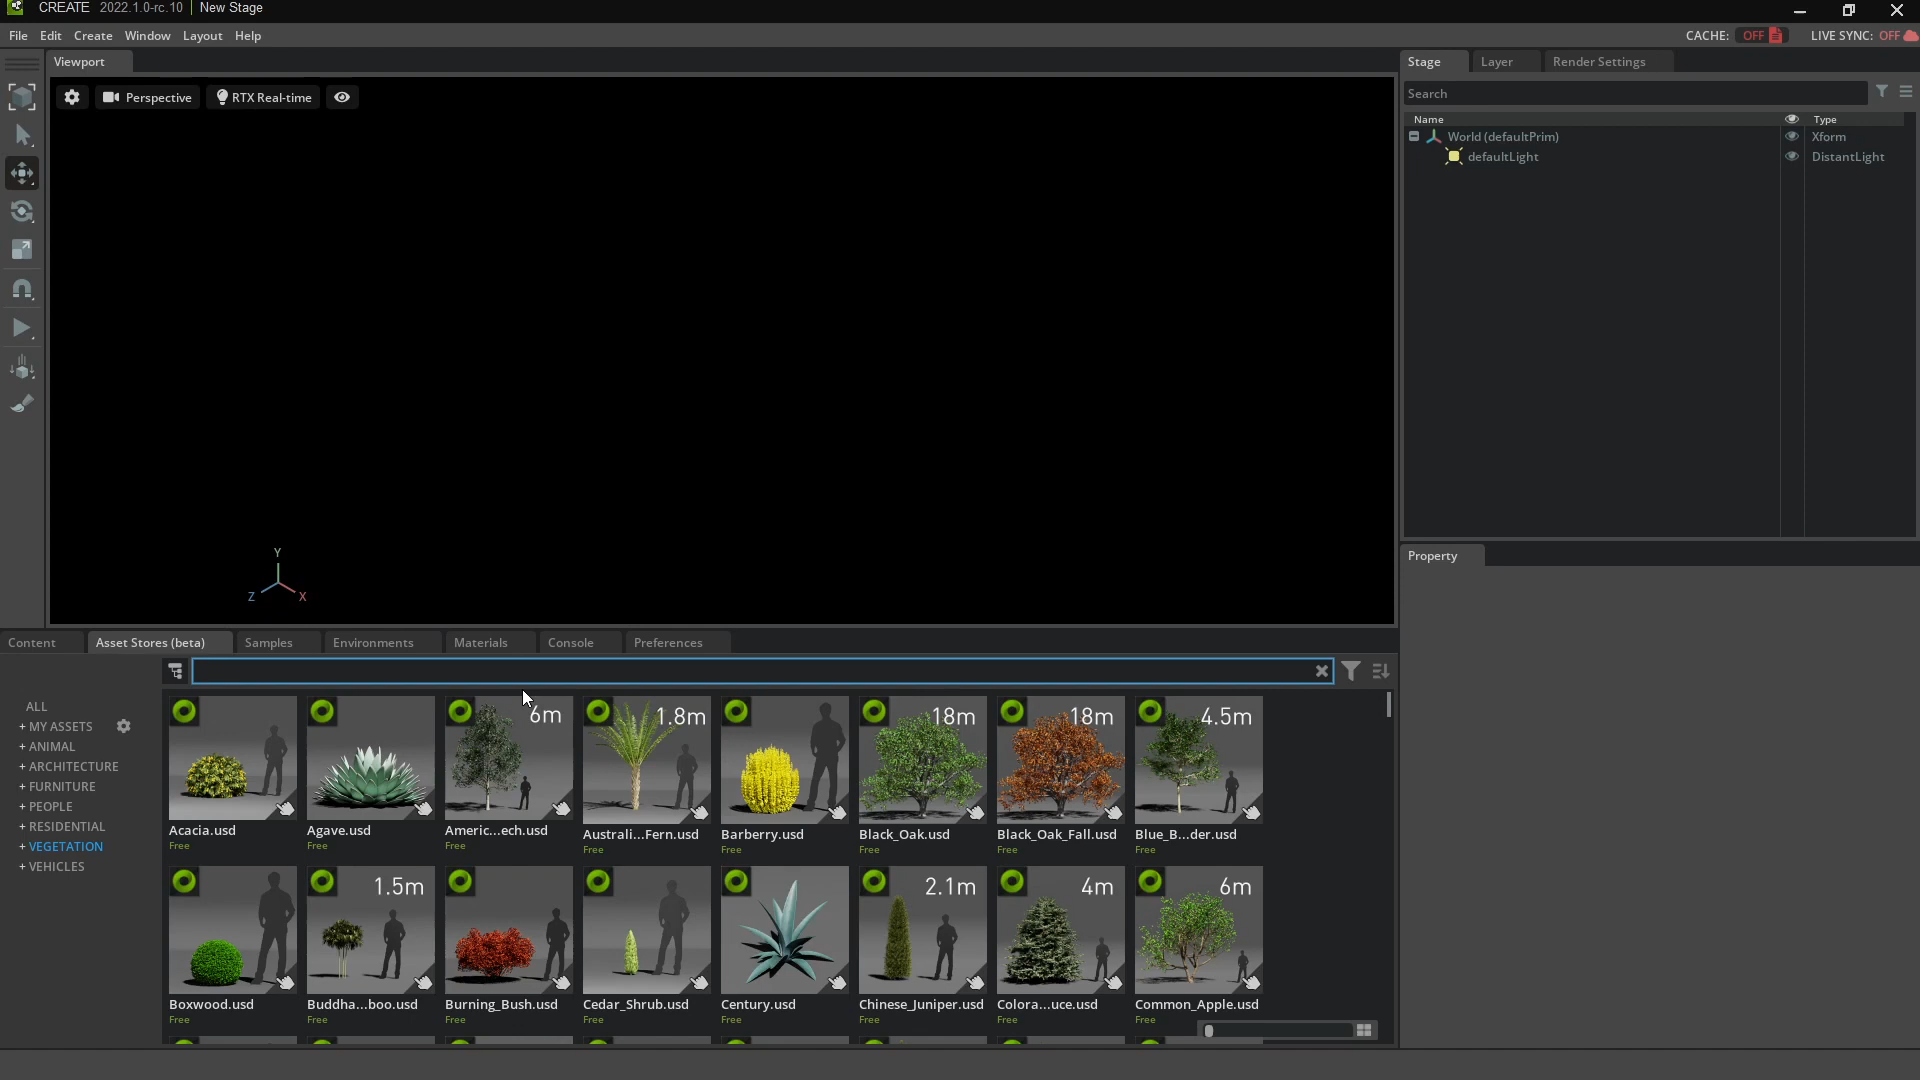 CREATE 2022.1.0-rc.10 New Stage
File Edit Create Window Layout Help
CACHE: OFF LIVE SYNC: OFF
Viewport
Perspective
RTX Real-time
Y
Z
X
Stage Layer Render Settings
Search
Name Type
World (defaultPrim) Xform
defaultLight DistantLight
Property
Content Asset Stores (beta) Samples Environments Materials Console Preferences
ALL
+ MY ASSETS
+ ANIMAL
+ ARCHITECTURE
+ FURNITURE
+ PEOPLE
+ RESIDENTIAL
+ VEGETATION
+ VEHICLES
6m 1.8m 18m 18m 4.5m
Acacia.usd Agave.usd Americ...ech.usd Australi...Fern.usd Barberry.usd Black_Oak.usd Black_Oak_Fall.usd Blue_B...der.usd
Free Free Free Free Free Free Free Free
1.5m 2.1m 4m 6m
Boxwood.usd Buddha...boo.usd Burning_Bush.usd Cedar_Shrub.usd Century.usd Chinese_Juniper.usd Colora...uce.usd Common_Apple.usd
Free Free Free Free Free Free Free Free